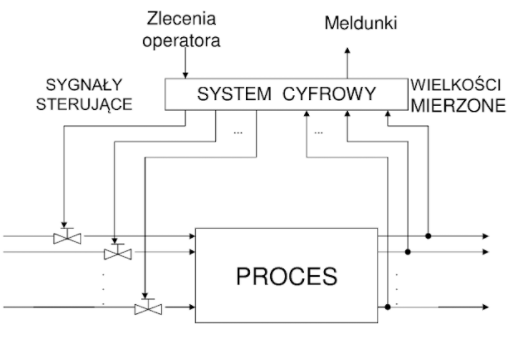 Zlecenia
operatora
Meldunki
SYGNAŁY
STERUJĄCE
SYSTEM CYFROWY
WIELKOŚCI
MIERZONE
...
...
PROCES